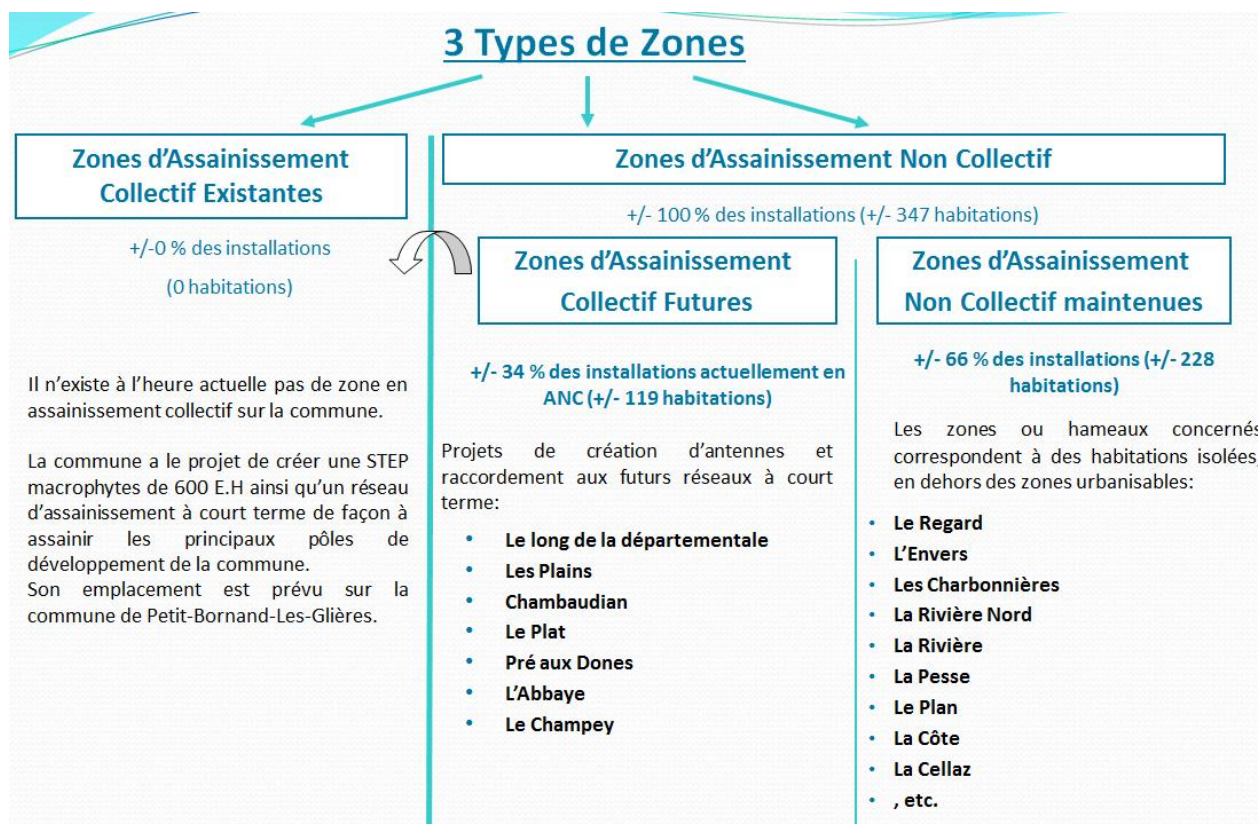 3 Types de Zones
Zones d'Assainissement
Collectif Existantes
+/-0 % des installations
(0 habitations)
Il n'existe à l'heure actuelle pas de zone en
assainissement collectif sur la commune.
La commune a le projet de créer une STEP
macrophytes de 600 E.H ainsi qu'un réseau
d'assainissement à court terme de façon à
assainir les principaux pôles de
développement de la commune.
Son emplacement est prévu sur la
commune de Petit-Bornand-Les-Glières.
Zones d'Assainissement Non Collectif
+/- 100 % des installations (+/- 347 habitations)
Zones d'Assainissement
Collectif Futures
+/- 34 % des installations actuellement en
ANC (+/- 119 habitations)
Projets de création d'antennes et
raccordement aux futurs réseaux à court
terme:
• Le long de la départementale
• Les Plains
• Chambaudian
• Le Plat
• Pré aux Dones
• L'Abbaye
• Le Champey
Zones d'Assainissement
Non Collectif maintenues
+/- 66 % des installations (+/- 228
habitations)
Les zones ou hameaux concernés
correspondent à des habitations isolées,
en dehors des zones urbanisables:
• Le Regard
• L'Envers
• Les Charbonnières
• La Rivière Nord
• La Rivière
• La Pesse
• Le Plan
• La Côte
• La Cellaz
• , etc.